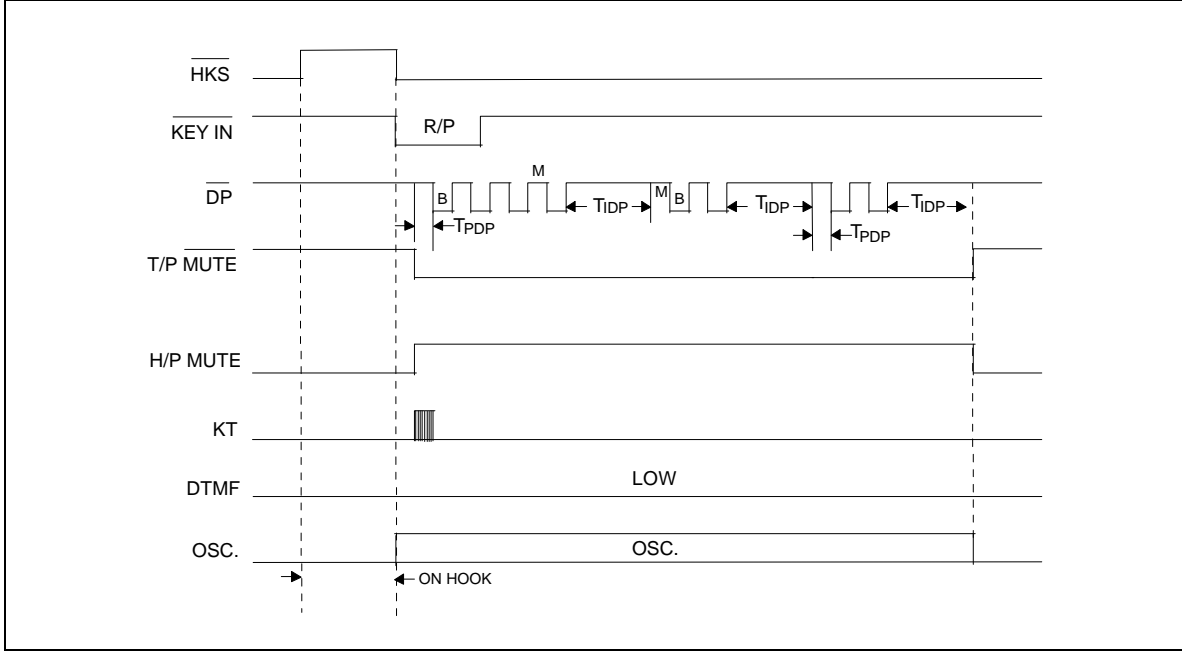 HKS
KEY IN
R/P
M
DP
B
TIDP
M
B
TIDP
TIDP
TPDP
TPDP
T/P MUTE
H/P MUTE
KT
DTMF
LOW
OSC.
OSC.
ON HOOK